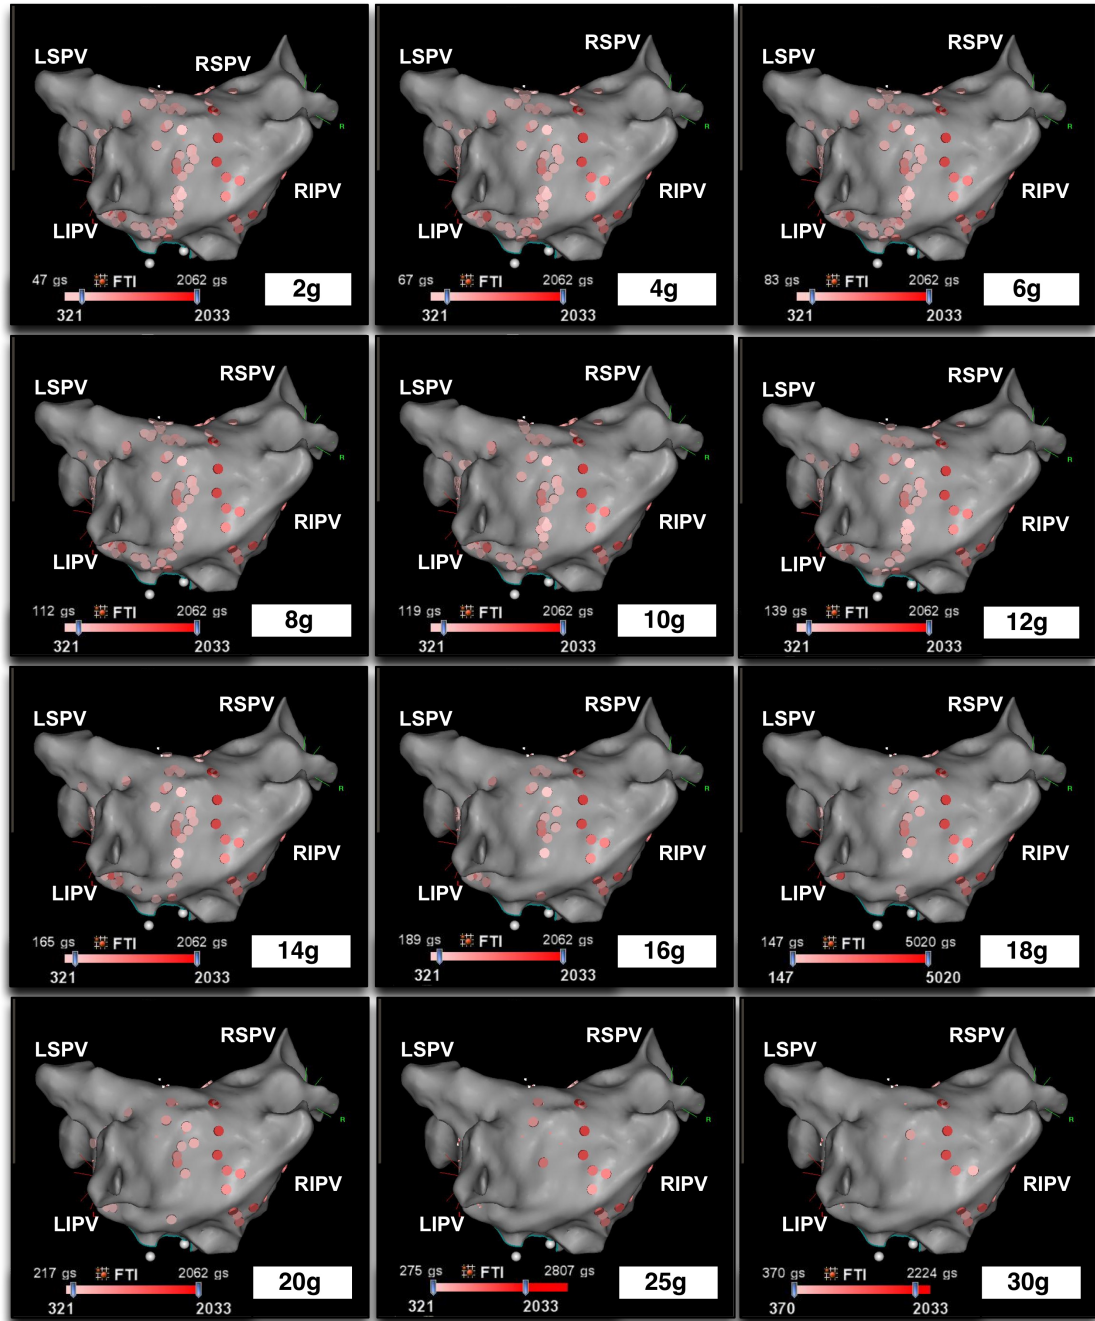 LSPV
RSPV
RIPV
LIPV
R
47 gs FTI 2062 gs
321 2033
2g
LSPV
RSPV
RIPV
LIPV
R
67 gs FTI 2062 gs
321 2033
4g
LSPV
RSPV
RIPV
LIPV
R
83 gs FTI 2062 gs
321 2033
6g
LSPV
RSPV
RIPV
LIPV
R
112 gs FTI 2062 gs
321 2033
8g
LSPV
RSPV
RIPV
LIPV
R
119 gs FTI 2062 gs
321 2033
10g
LSPV
RSPV
RIPV
LIPV
R
139 gs FTI 2062 gs
321 2033
12g
LSPV
RSPV
RIPV
LIPV
R
165 gs FTI 2062 gs
321 2033
14g
LSPV
RSPV
RIPV
LIPV
R
189 gs FTI 2062 gs
321 2033
16g
LSPV
RSPV
RIPV
LIPV
R
147 gs FTI 5020 gs
147 5020
18g
LSPV
RSPV
RIPV
LIPV
R
217 gs FTI 2062 gs
321 2033
20g
LSPV
RSPV
RIPV
LIPV
R
275 gs FTI 2807 gs
321 2033
25g
LSPV
RSPV
RIPV
LIPV
R
370 gs FTI 2224 gs
370 2033
30g